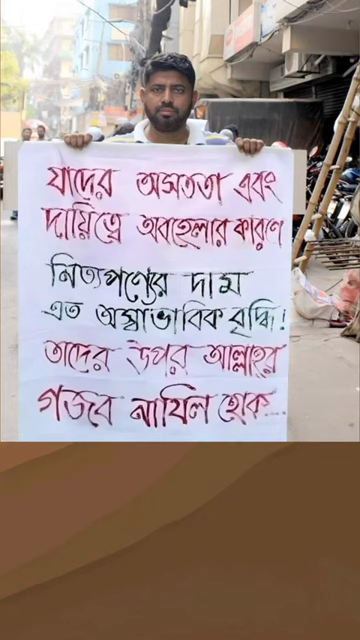 যাদের অসততা এবং
দায়িত্বে অবহেলার কারণে
নিত্যপণ্যের দাম
এত অস্বাভাবিক বৃদ্ধি!
তাদের উপর আল্লাহর
গজব নাযিল হোক...